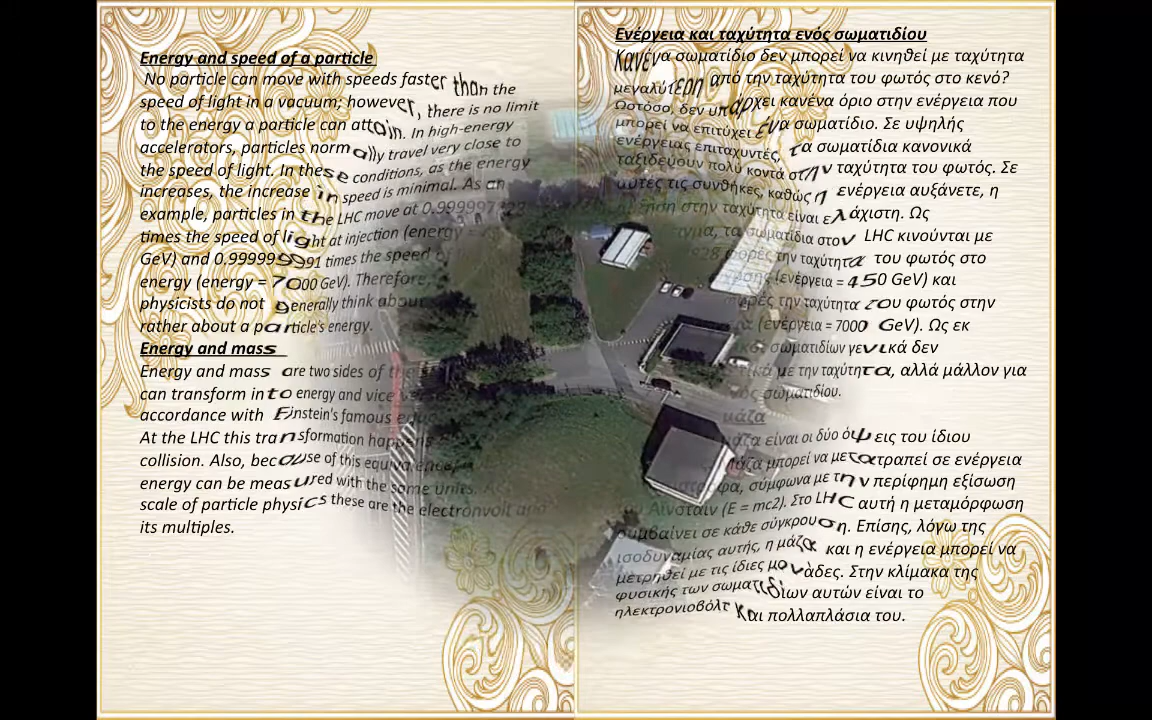 Energy and speed of a particle
No particle can move with speeds faster than the
speed of light in a vacuum; however, there is no limit
to the energy a particle can attain. In high-energy
accelerators, particles normally travel very close to
the speed of light. In these conditions, as the energy
increases, the increase in speed is minimal. As an
example, particles in the LHC move at
times the speed of light at injection (energy =
GeV) and 0.999999991 times the speed of
energy (energy = 7000 GeV). Therefore,
physicists do not generally think about
rather about a particle's energy.
Energy and mass
Energy and mass are two sides of the
can transform into energy and vice versa
accordance with Einstein's famous
At the LHC this transformation happens
collision. Also, because of this equivalence,
energy can be measured with the same units. At
scale of particle physics these are the electronvolt and
its multiples.
Ενέργεια και ταχύτητα ενός σωματιδίου
Κανένα σωματίδιο δεν μπορεί να κινηθεί με ταχύτητα
μεγαλύτερη από την ταχύτητα του φωτός στο κενό?
Ωστόσο, δεν υπάρχει κανένα όριο στην ενέργεια που
μπορεί να επιτύχει ένα σωματίδιο. Σε υψηλής
ενέργειας επιταχυντές, τα σωματίδια κανονικά
ταξιδεύουν πολύ κοντά στην ταχύτητα του φωτός. Σε
αυτές τις συνθήκες, καθώς η ενέργεια αυξάνετε, η
αύξηση στην ταχύτητα είναι ελάχιστη. Ως
τα σωματίδια στον LHC κινούνται με
φορές την ταχύτητα του φωτός στο
(ενέργεια = 450 GeV) και
φορές την ταχύτητα του φωτός στην
(ενέργεια = 7000 GeV). Ως εκ
σωματιδίων γενικά δεν
με την ταχύτητα, αλλά μάλλον για
ενός σωματιδίου.
μάζα
μάζα είναι οι δύο όψεις του ίδιου
μάζα μπορεί να μετατραπεί σε ενέργεια
σύμφωνα με την περίφημη εξίσωση
του Αϊνστάιν (E = mc2). Στο LHC αυτή η μεταμόρφωση
συμβαίνει σε κάθε σύγκρουση. Επίσης, λόγω της
ισοδυναμίας αυτής, η μάζα και η ενέργεια μπορεί να
μετρηθεί με τις ίδιες μονάδες. Στην κλίμακα της
φυσικής των σωματιδίων αυτών είναι το
ηλεκτρονιοβόλτ και πολλαπλάσια του.